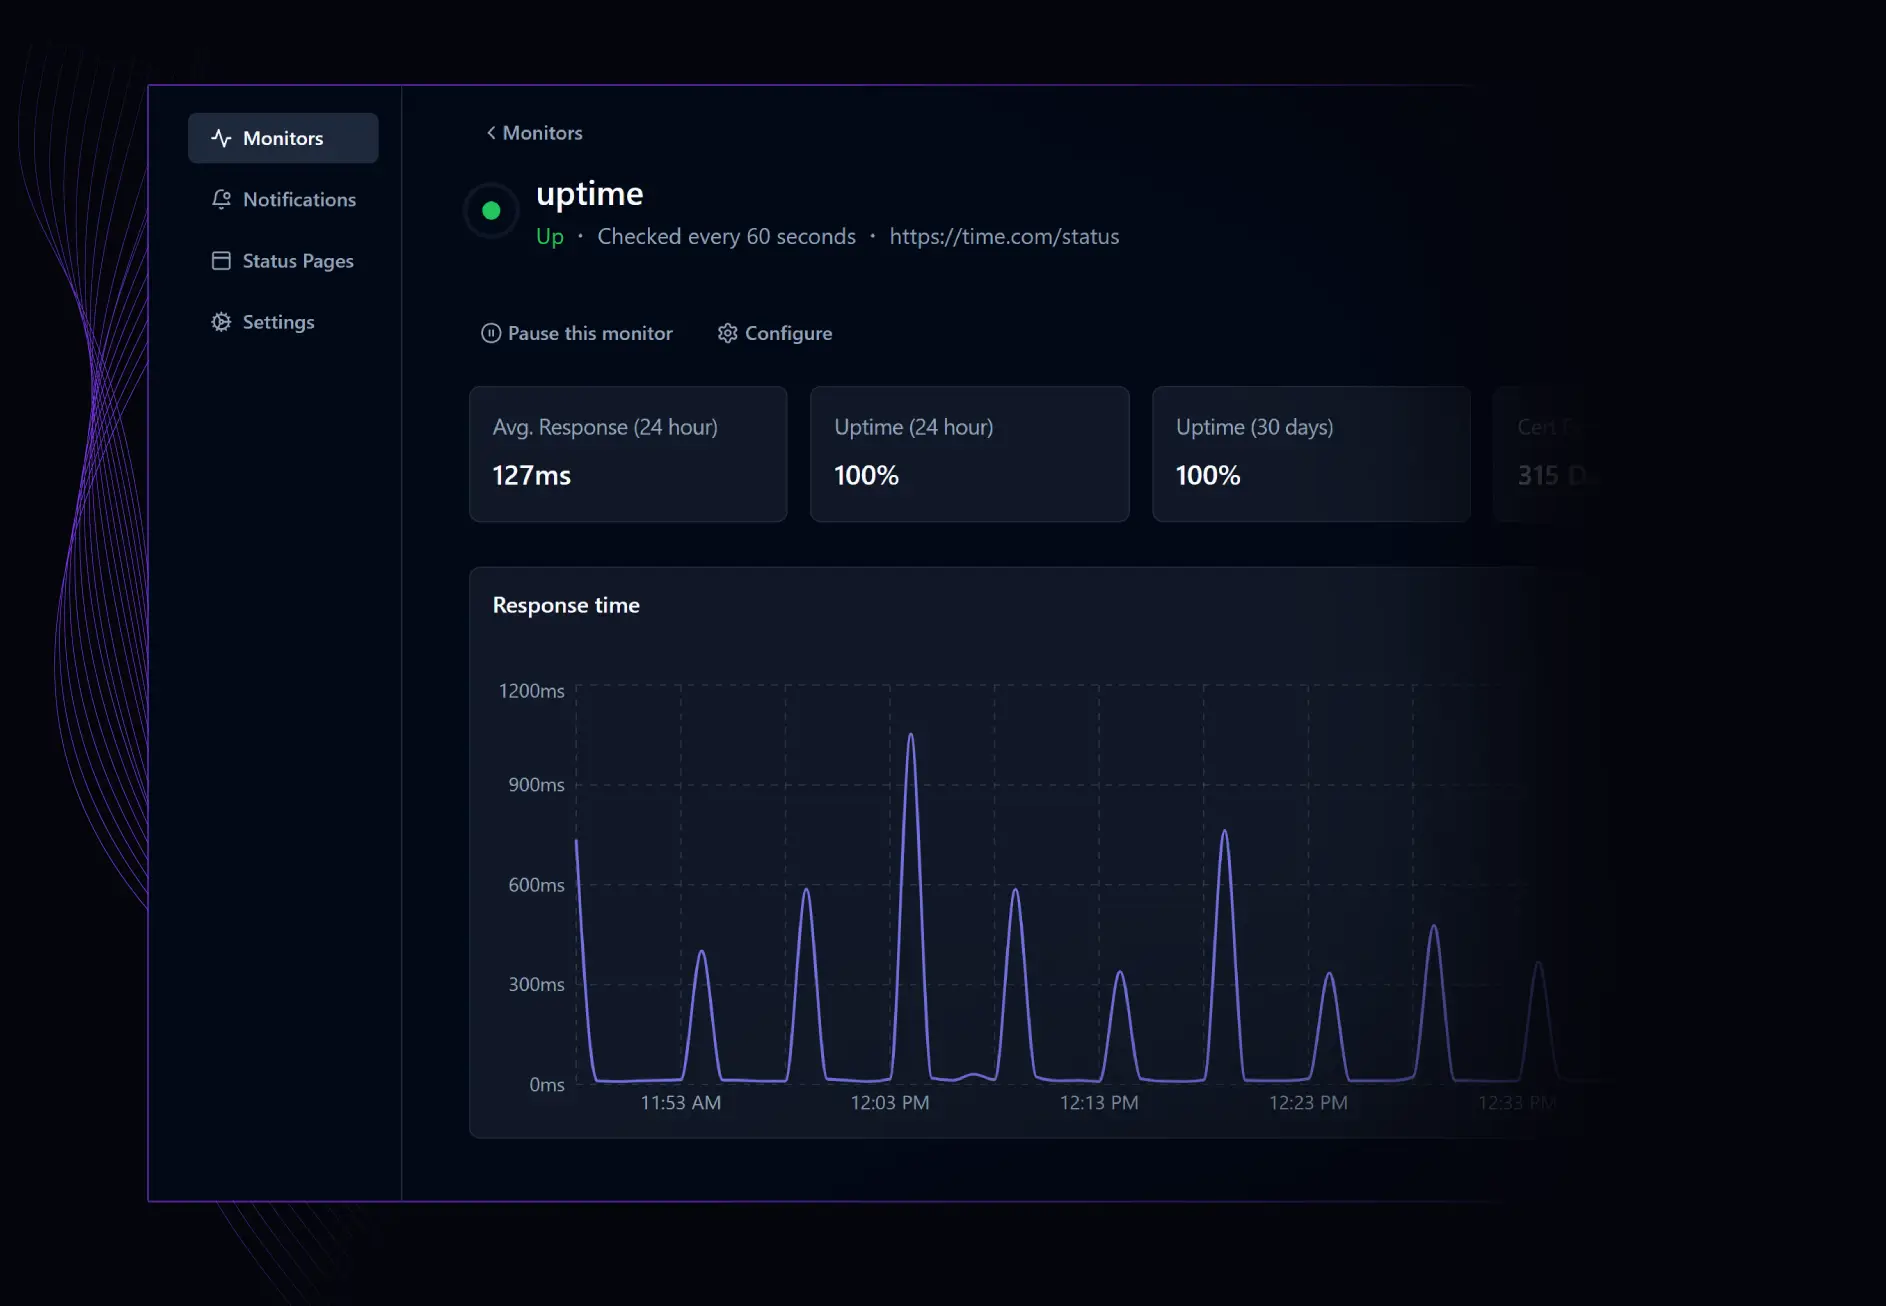 Monitors
Notifications
Status Pages
Settings
Monitors
uptime
Up · Checked every 60 seconds · https://time.com/status
Pause this monitor Configure
Avg. Response (24 hour)
127ms
Uptime (24 hour)
100%
Uptime (30 days)
100%
Cert
315
Response time
1200ms
900ms
600ms
300ms
0ms
11:53 AM 12:03 PM 12:13 PM 12:23 PM 12:33 PM